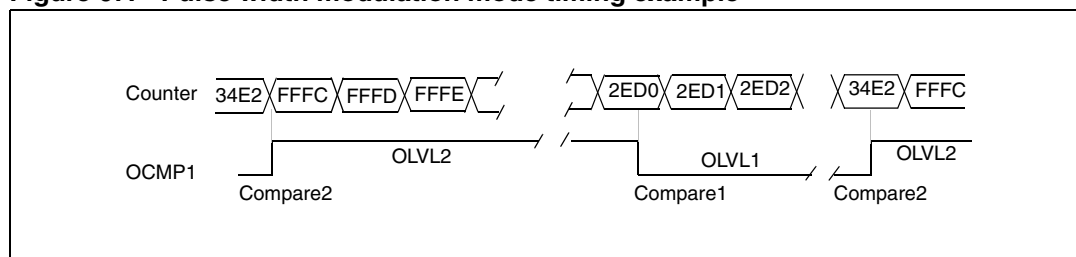 Figure Pulse width modulation mode timing example
Counter 34E2 FFFC FFFD FFFE 2ED0 2ED1 2ED2 34E2 FFFC
OCMP1 OLVL2 OLVL1 OLVL2
Compare2 Compare1 Compare2